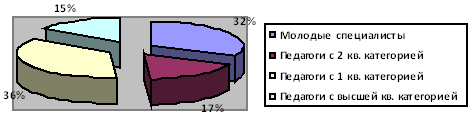 15%
32%
36%
17%
Молодые специалисты
Педагоги с 2 кв. категорией
Педагоги с 1 кв. категорией
Педагоги с высшей кв. категорией